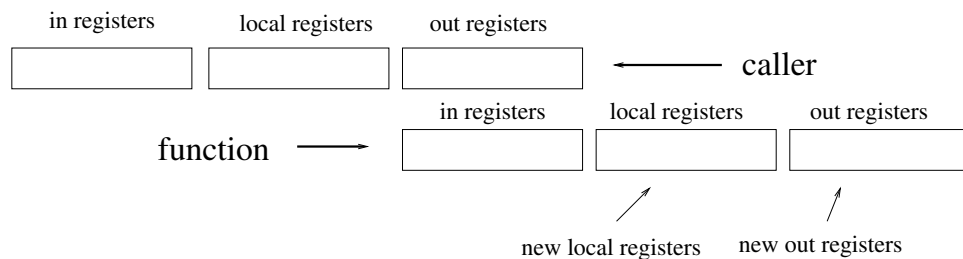 in registers local registers out registers
caller
in registers local registers out registers
function
new local registers new out registers